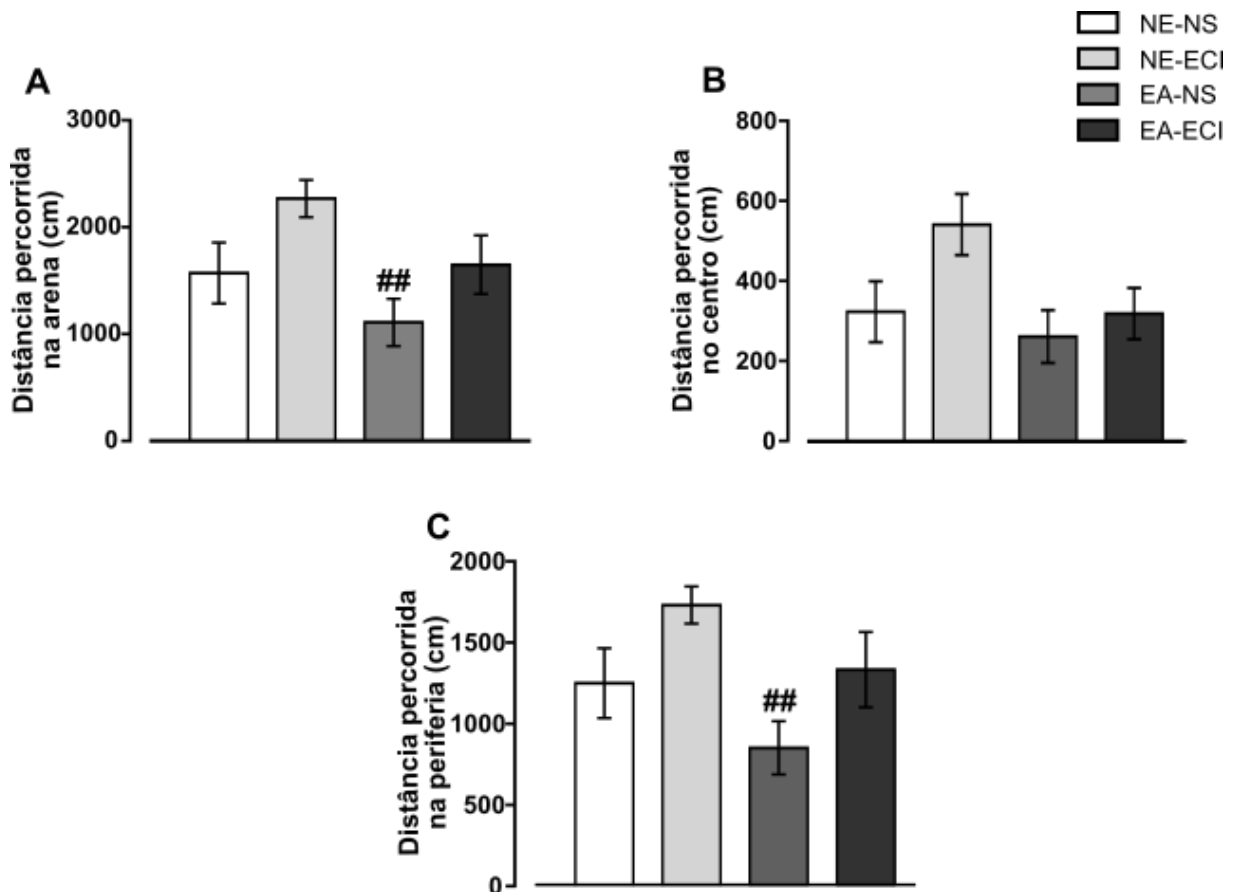 NE-NS
NE-ECI
EA-NS
EA-ECI
A
Distância percorrida
na arena (cm)
3000
2000
1000
0
##
B
Distância percorrida
no centro (cm)
800
600
400
200
0
C
Distância percorrida
na periferia (cm)
2000
1500
1000
500
0
##